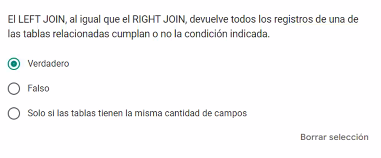 El LEFT JOIN, al igual que el RIGHT JOIN, devuelve todos los registros de una de
las tablas relacionadas cumplan o no la condición indicada.
Verdadero
Falso
Solo si las tablas tienen la misma cantidad de campos
Borrar selección